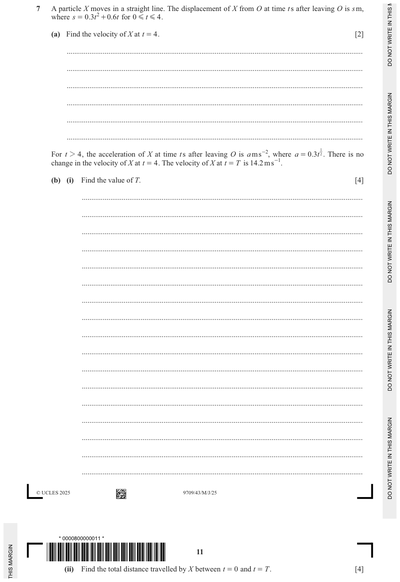 7 A particle X moves in a straight line. The displacement of X from O at time t s after leaving O is s m,
where s = 0.3t² + 0.6t for 0 ⩽ t ⩽ 4.
(a) Find the velocity of X at t = 4. [2]
For t > 4, the acceleration of X at time t s after leaving O is a m s⁻², where a = 0.3t^½. There is no
change in the velocity of X at t = 4. The velocity of X at t = T is 14.2 m s⁻¹.
(b) (i) Find the value of T. [4]
© UCLES 2025 9709/43/M/J/25
* 0000800000011 *
11
(ii) Find the total distance travelled by X between t = 0 and t = T. [4]
DO NOT WRITE IN THIS MARGIN
DO NOT WRITE IN THIS MARGIN
DO NOT WRITE IN THIS MARGIN
DO NOT WRITE IN THIS MARGIN
DO NOT WRITE IN THIS MARGIN
THIS MARGIN